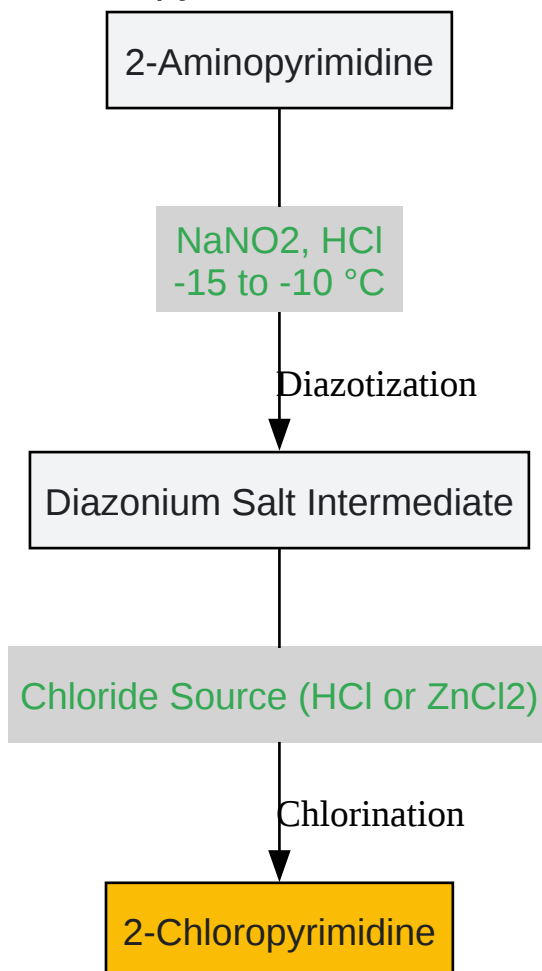 2-Aminopyrimidine
NaNO2, HCl
-15 to -10 °C
Diazotization
Diazonium Salt Intermediate
Chloride Source (HCl or ZnCl2)
Chlorination
2-Chloropyrimidine